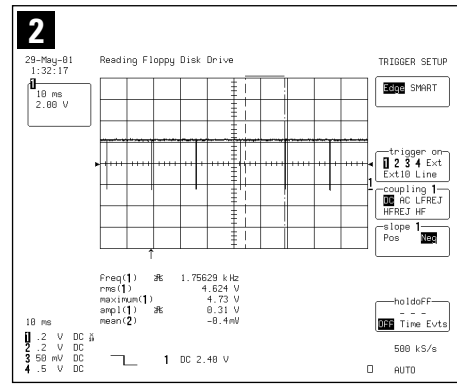 2
29-May-01
1:32:17
Reading Floppy Disk Drive
TRIGGER SETUP
1
10 ms
2.00 V
Edge SMART
trigger on
1 2 3 4 Ext
Ext10 Line
1
coupling 1
DC AC LFREJ
HFREJ HF
slope 1
Pos Neg
freq(1) 1.75629 kHz
rms(1) 4.624 V
maximum(1) 4.73 V
ampl(1) 0.31 V
mean(2) -0.4mV
holdoff
- - -
Off Time Evts
10 ms
1 .2 V DC
2 .2 V DC
3 50 mV DC
4 .5 V DC
1 DC 2.40 V
500 kS/s
AUTO